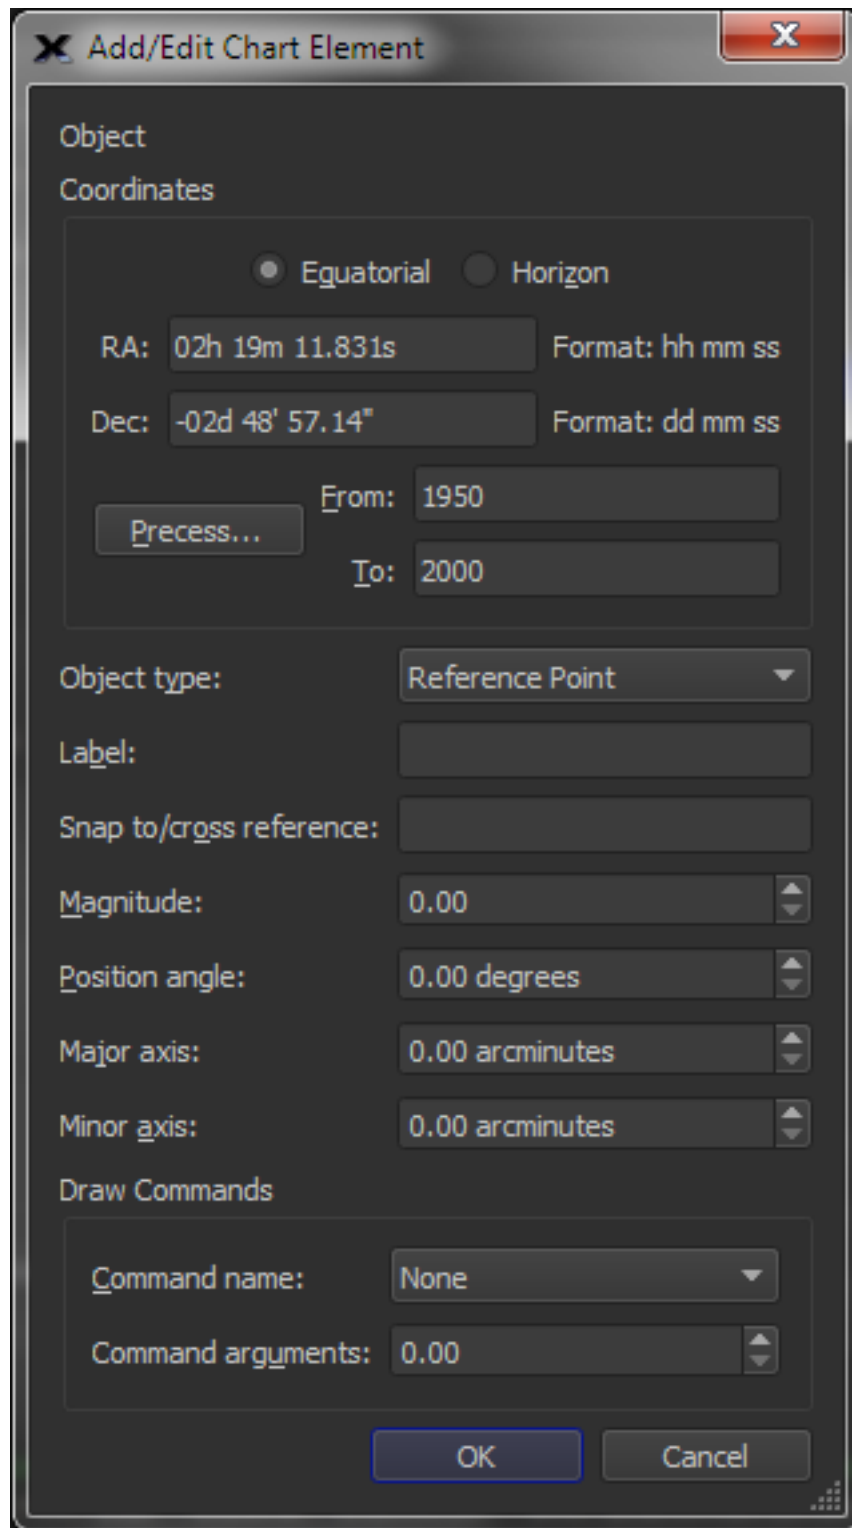 Add/Edit Chart Element
Object
Coordinates
Equatorial Horizon
RA: 02h 19m 11.831s Format: hh mm ss
Dec: -02d 48' 57.14" Format: dd mm ss
Precess... From: 1950
To: 2000
Object type: Reference Point
Label:
Snap to/cross reference:
Magnitude: 0.00
Position angle: 0.00 degrees
Major axis: 0.00 arcminutes
Minor axis: 0.00 arcminutes
Draw Commands
Command name: None
Command arguments: 0.00
OK Cancel